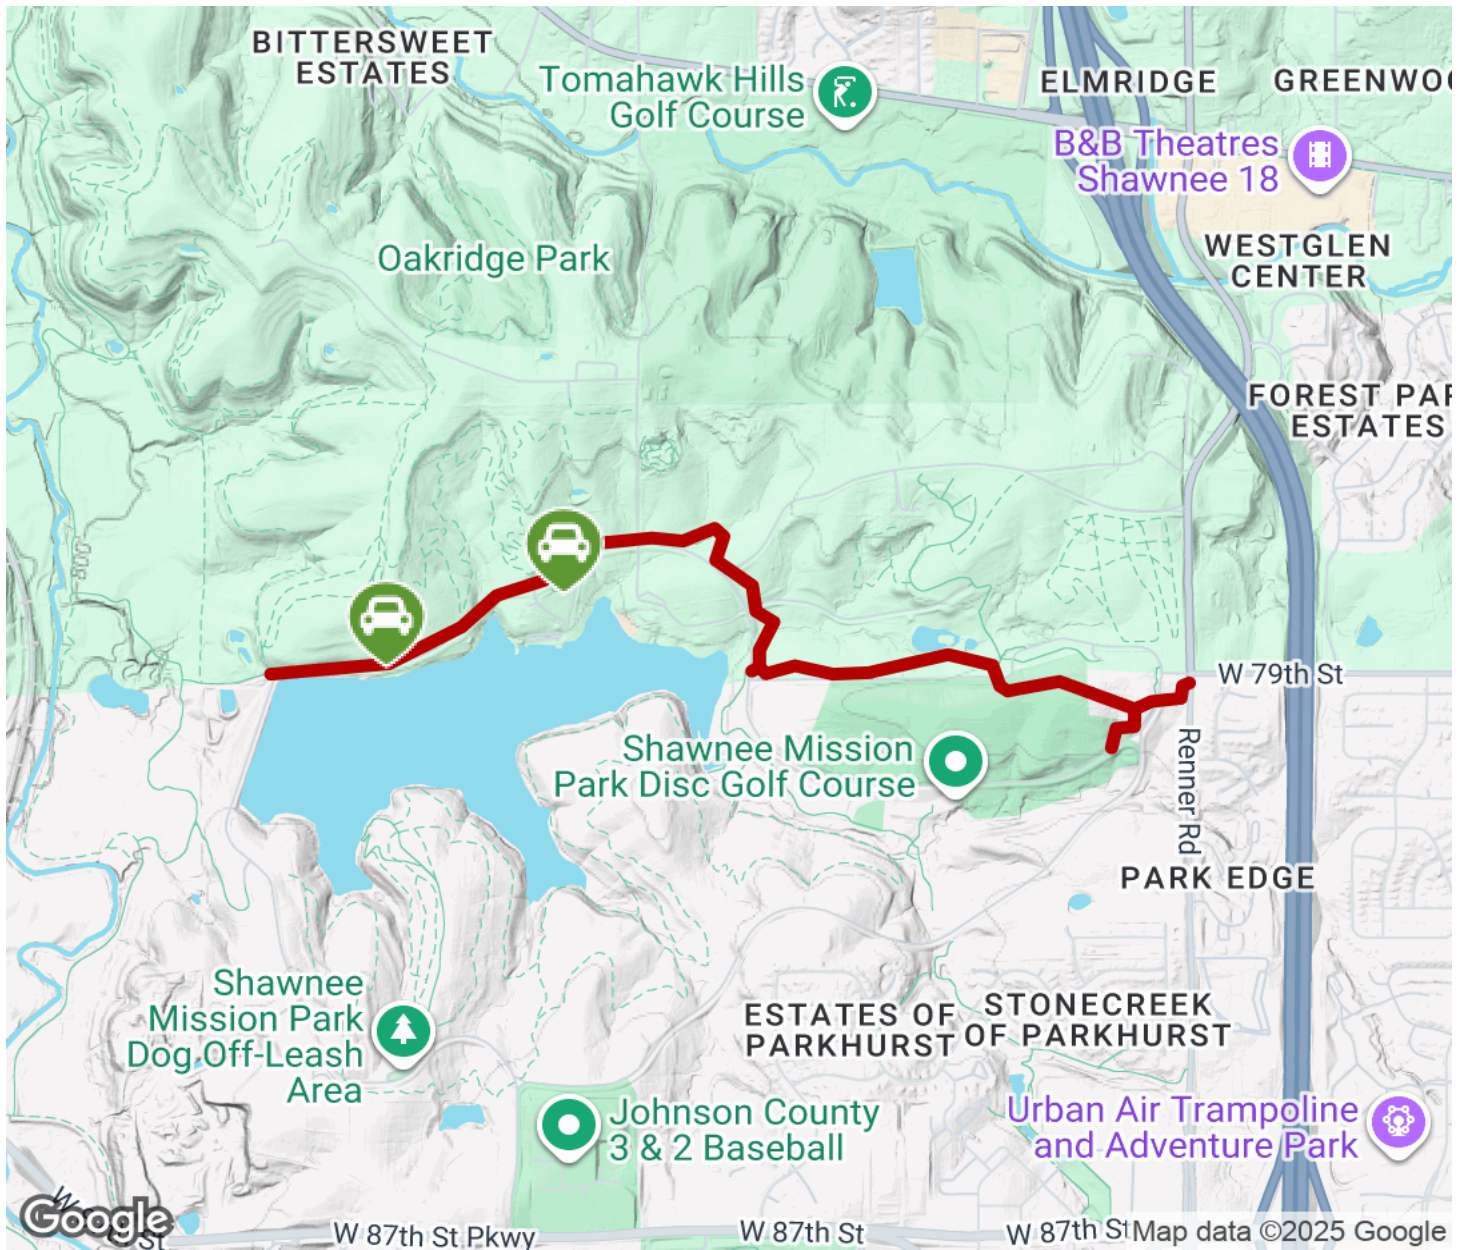 BITTERSWEET
ESTATES
Tomahawk Hills
Golf Course
ELMRIDGE
GREENWOO
B&B Theatres
Shawnee 18
Oakridge Park
WESTGLEN
CENTER
FOREST PAR
ESTATES
800'
W 79th St
Shawnee Mission
Park Disc Golf Course
Renner Rd
PARK EDGE
Shawnee
Mission Park
Dog Off-Leash
Area
ESTATES OF
PARKHURST
STONECREEK
OF PARKHURST
Johnson County
3 & 2 Baseball
Urban Air Trampoline
and Adventure Park
Google
W 87th St Pkwy
W 87th St
W 87th St
Map data ©2025 Google